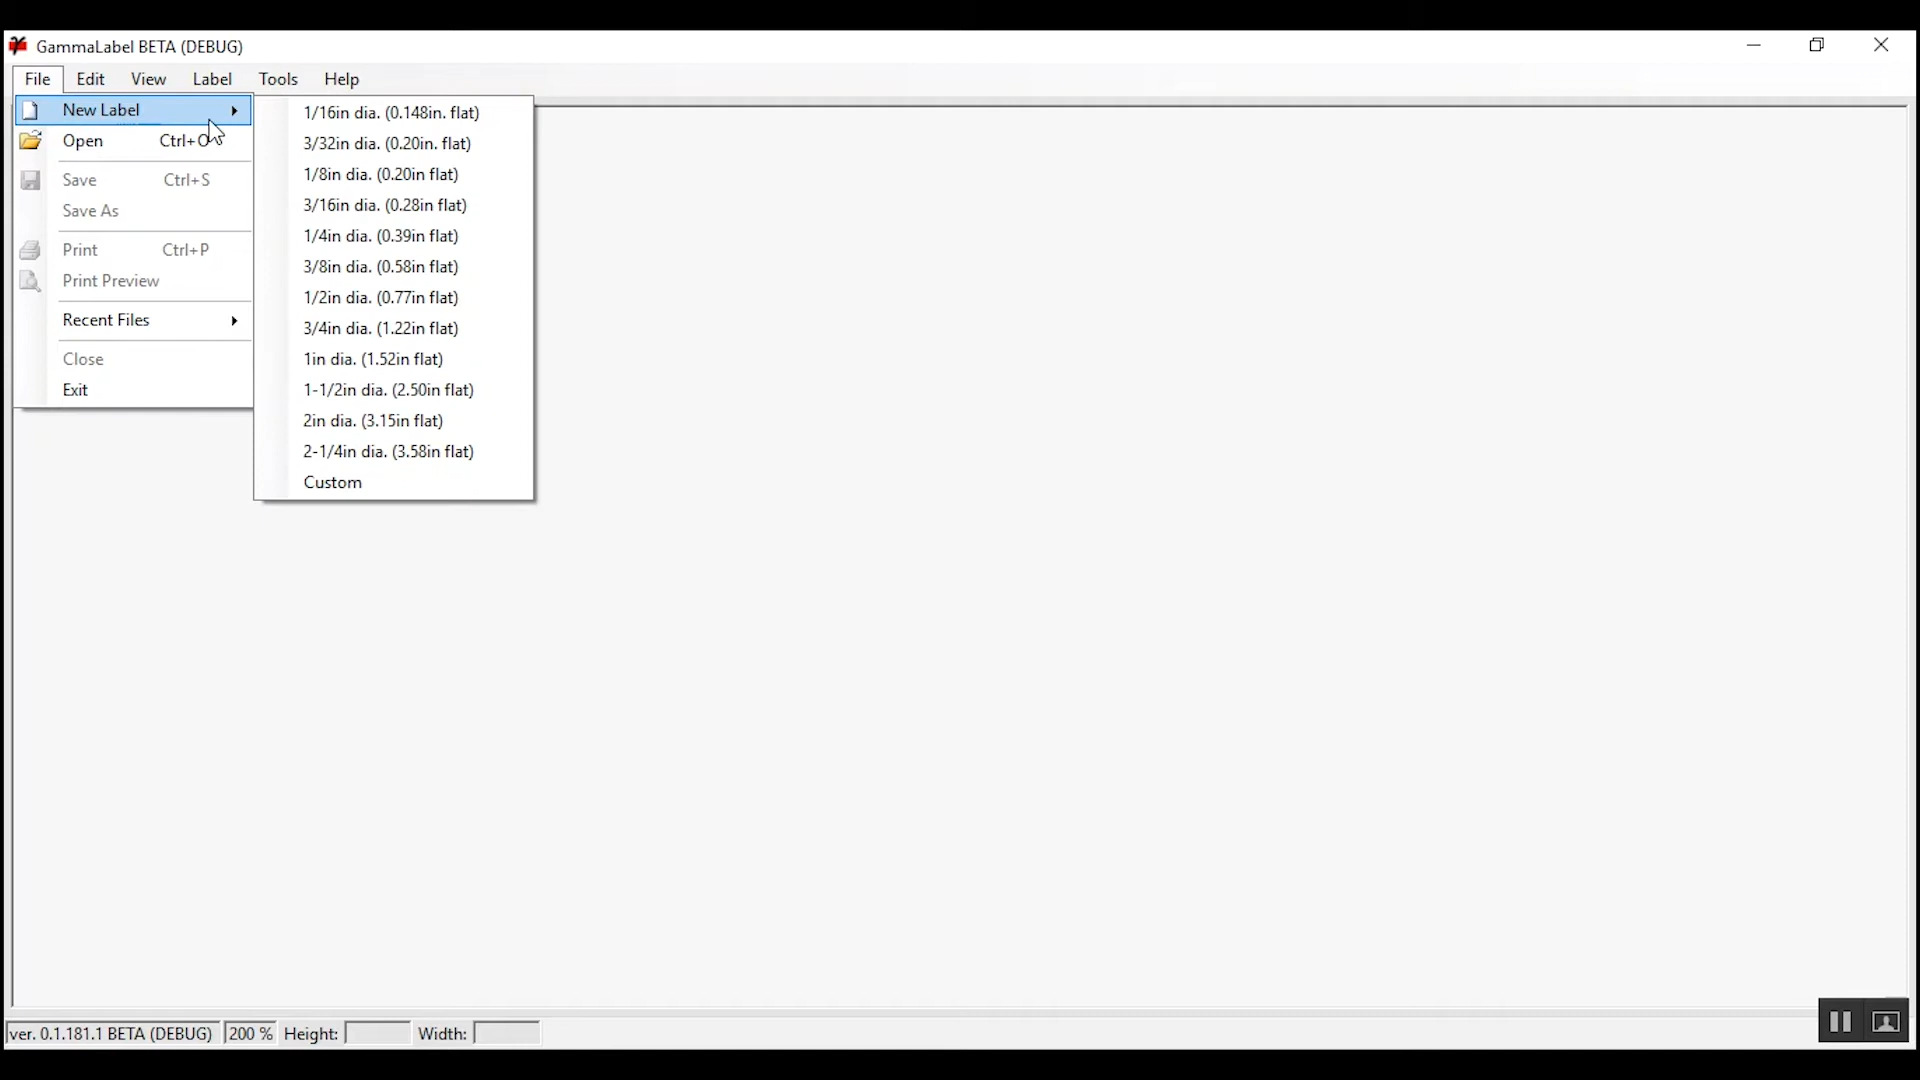 GammaLabel BETA (DEBUG)
File Edit View Label Tools Help
New Label
Open Ctrl+O
Save Ctrl+S
Save As
Print Ctrl+P
Print Preview
Recent Files
Close
Exit
1/16in dia. (0.148in. flat)
3/32in dia. (0.20in. flat)
1/8in dia. (0.20in flat)
3/16in dia. (0.28in flat)
1/4in dia. (0.39in flat)
3/8in dia. (0.58in flat)
1/2in dia. (0.77in flat)
3/4in dia. (1.22in flat)
1in dia. (1.52in flat)
1-1/2in dia. (2.50in flat)
2in dia. (3.15in flat)
2-1/4in dia. (3.58in flat)
Custom
ver. 0.1.181.1 BETA (DEBUG) 200 % Height: Width: